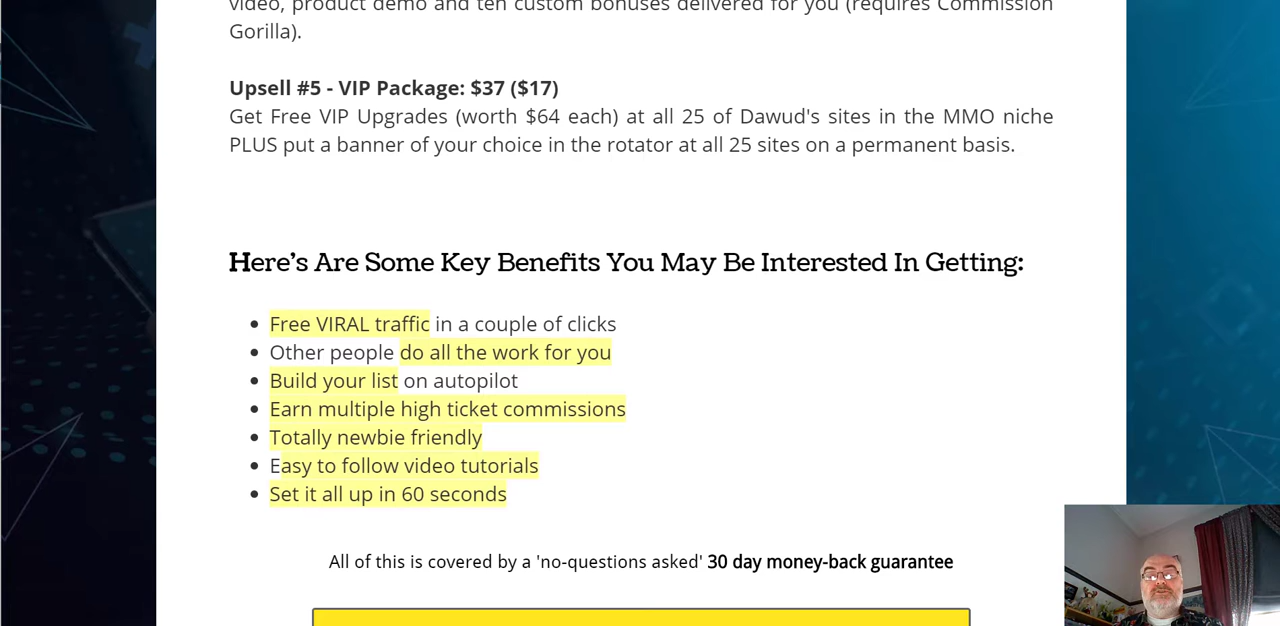 video, product demo and ten custom bonuses delivered for you (requires Commission
Gorilla).
Upsell #5 - VIP Package: $37 ($17)
Get Free VIP Upgrades (worth $64 each) at all 25 of Dawud's sites in the MMO niche
PLUS put a banner of your choice in the rotator at all 25 sites on a permanent basis.
Here's Are Some Key Benefits You May Be Interested In Getting:
Free VIRAL traffic in a couple of clicks
Other people do all the work for you
Build your list on autopilot
Earn multiple high ticket commissions
Totally newbie friendly
Easy to follow video tutorials
Set it all up in 60 seconds
All of this is covered by a 'no-questions asked' 30 day money-back guarantee